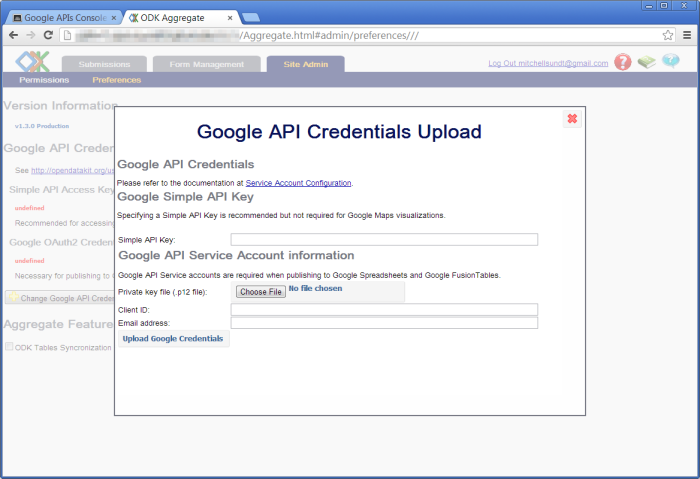 Google APIs Console
ODK Aggregate
/Aggregate.html#admin/preferences///
Submissions
Form Management
Site Admin
Log Out mitchellsundt@gmail.com
Permissions
Preferences
Version Information
v1.3.0 Production
Google API Creden
See http://opendatakit.org/us
Simple API Access Key
undefined
Recommended for accessing
Google OAuth2 Credenti
undefined
Necessary for publishing to
Change Google API Creden
Aggregate Feature
ODK Tables Syncronization
Google API Credentials Upload
Google API Credentials
Please refer to the documentation at Service Account Configuration.
Google Simple API Key
Specifying a Simple API Key is recommended but not required for Google Maps visualizations.
Simple API Key:
Google API Service Account information
Google API Service accounts are required when publishing to Google Spreadsheets and Google FusionTables.
Private key file (.p12 file):
Choose File
No file chosen
Client ID:
Email address:
Upload Google Credentials